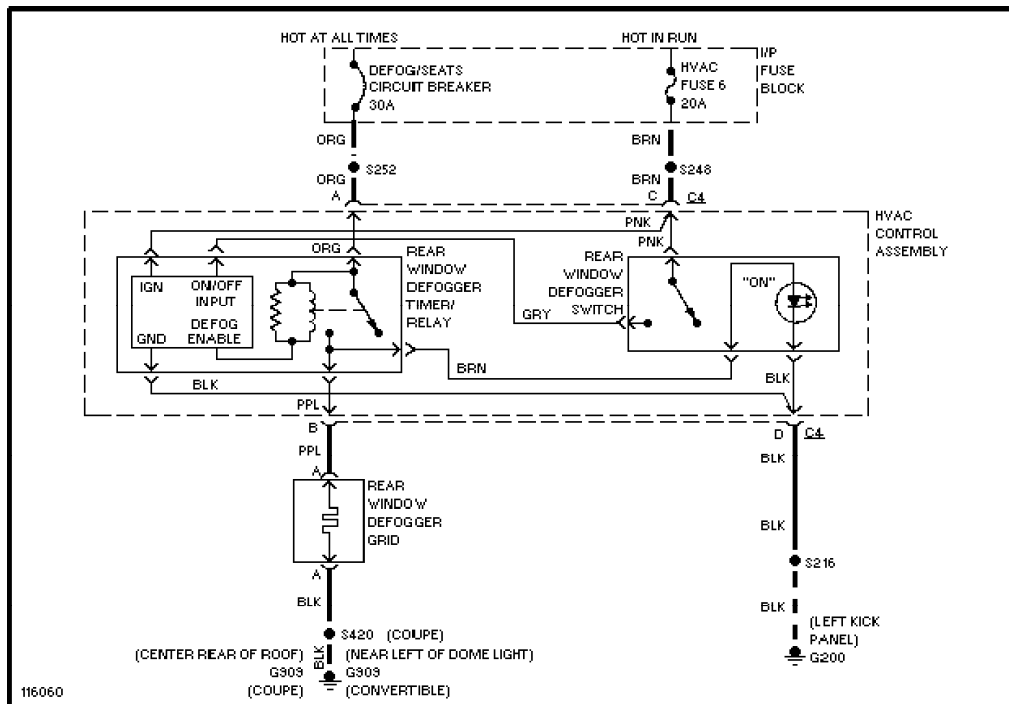 HOT AT ALL TIMES
HOT IN RUN
I/P
FUSE
BLOCK
DEFOG/SEATS
CIRCUIT BREAKER
30A
HVAC
FUSE 6
20A
ORG
BRN
S252
S248
ORG
BRN
A
C
C4
HVAC
CONTROL
ASSEMBLY
PNK
ORG
PNK
REAR
WINDOW
DEFOGGER
TIMER/
RELAY
REAR
WINDOW
DEFOGGER
SWITCH
IGN
ON/OFF
INPUT
DEFOG
ENABLE
GND
"ON"
GRY
BRN
BLK
BLK
PPL
B
D
C4
PPL
BLK
A
REAR
WINDOW
DEFOGGER
GRID
BLK
A
S216
BLK
BLK
(LEFT KICK
PANEL)
G200
S420 (COUPE)
BLK
(CENTER REAR OF ROOF)
G909
(COUPE)
(NEAR LEFT OF DOME LIGHT)
G909
(CONVERTIBLE)
116060